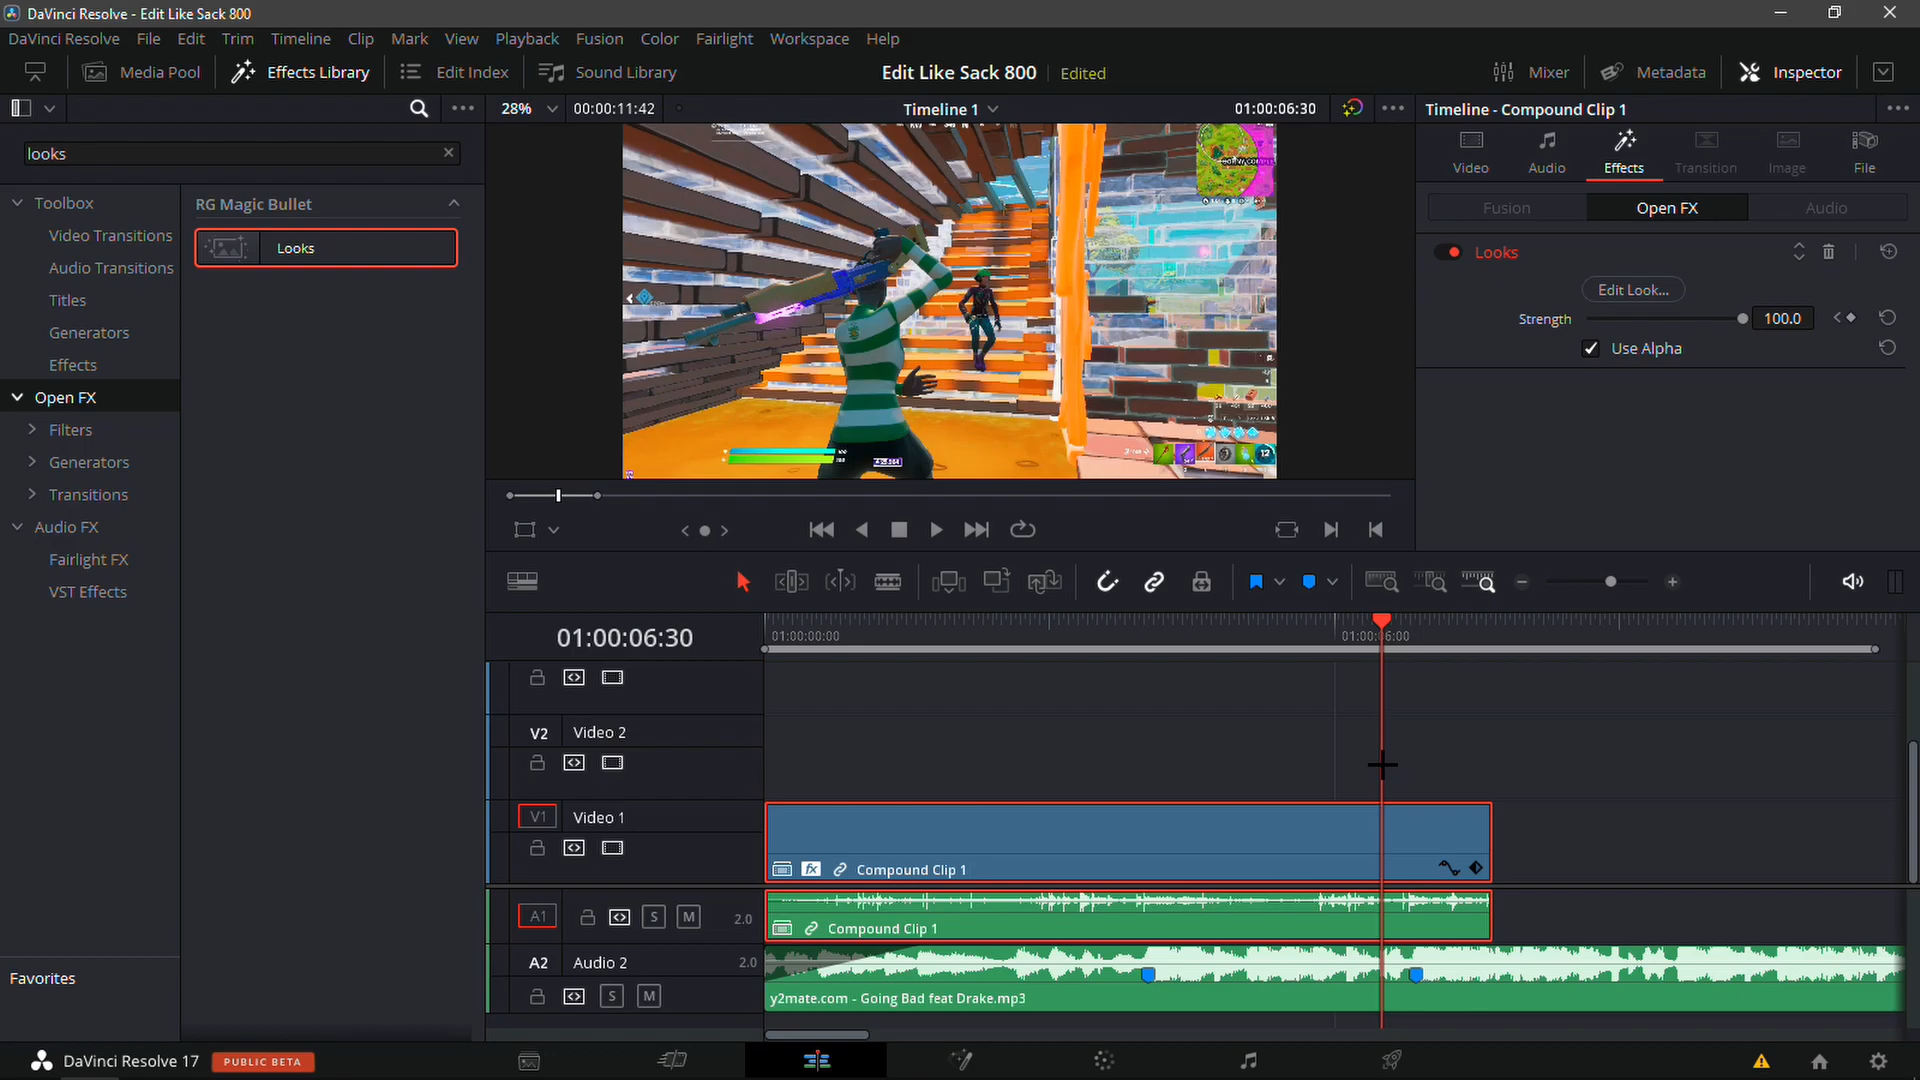 DaVinci Resolve - Edit Like Sack 800
DaVinci Resolve File Edit Trim Timeline Clip Mark View Playback Fusion Color Fairlight Workspace Help
Media Pool Effects Library Edit Index Sound Library Edit Like Sack 800 Edited Mixer Metadata Inspector
28% 00:00:11:42 Timeline 1 01:00:06:30 Timeline - Compound Clip 1
looks
Video Audio Effects Transition Image File
Toolbox
Video Transitions
Audio Transitions
Titles
Generators
Effects
Open FX
Filters
Generators
Transitions
Audio FX
Fairlight FX
VST Effects
Favorites
RG Magic Bullet
Looks
Fusion Open FX Audio
Looks
Edit Look...
Strength 100.0
Use Alpha
12
01:00:06:30
01:00:00:00 01:00:06:00
V2 Video 2
V1 Video 1
fx Compound Clip 1
A1 S M 2.0
Compound Clip 1
A2 Audio 2 2.0
S M
y2mate.com - Going Bad feat Drake.mp3
DaVinci Resolve 17 PUBLIC BETA